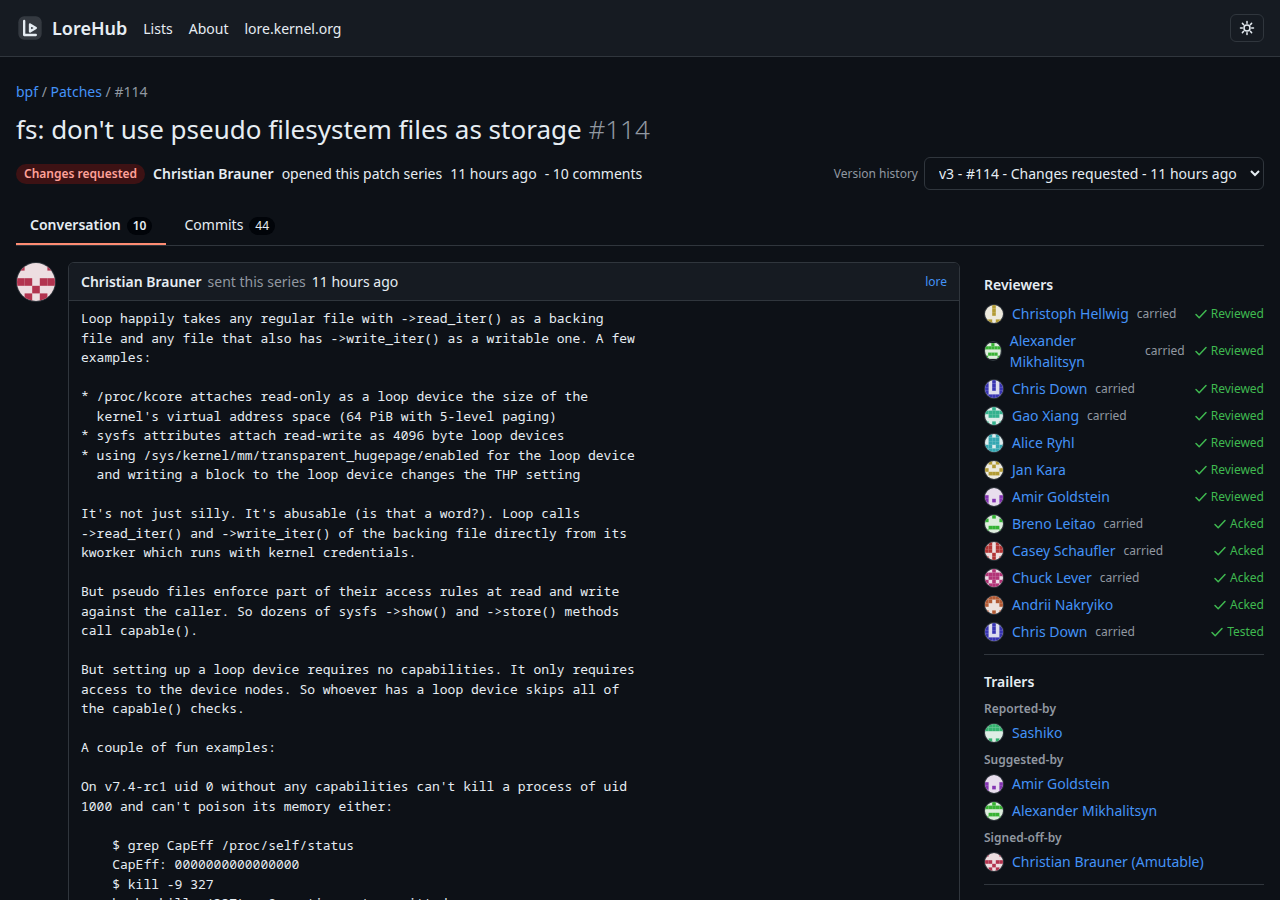 LoreHub Lists About lore.kernel.org
bpf / Patches / #114
fs: don't use pseudo filesystem files as storage #114
Changes requested Christian Brauner opened this patch series 11 hours ago - 10 comments
Version history v3 - #114 - Changes requested - 11 hours ago
Conversation 10 Commits 44
Christian Brauner sent this series 11 hours ago lore
Loop happily takes any regular file with ->read_iter() as a backing
file and any file that also has ->write_iter() as a writable one. A few
examples:
* /proc/kcore attaches read-only as a loop device the size of the
kernel's virtual address space (64 PiB with 5-level paging)
* sysfs attributes attach read-write as 4096 byte loop devices
* using /sys/kernel/mm/transparent_hugepage/enabled for the loop device
and writing a block to the loop device changes the THP setting
It's not just silly. It's abusable (is that a word?). Loop calls
->read_iter() and ->write_iter() of the backing file directly from its
kworker which runs with kernel credentials.
But pseudo files enforce part of their access rules at read and write
against the caller. So dozens of sysfs ->show() and ->store() methods
call capable().
But setting up a loop device requires no capabilities. It only requires
access to the device nodes. So whoever has a loop device skips all of
the capable() checks.
A couple of fun examples:
On v7.4-rc1 uid 0 without any capabilities can't kill a process of uid
1000 and can't poison its memory either:
$ grep CapEff /proc/self/status
CapEff: 0000000000000000
$ kill -9 327
Reviewers
Christoph Hellwig carried Reviewed
Alexander
Mikhalitsyn carried Reviewed
Chris Down carried Reviewed
Gao Xiang carried Reviewed
Alice Ryhl Reviewed
Jan Kara Reviewed
Amir Goldstein Reviewed
Breno Leitao carried Acked
Casey Schaufler carried Acked
Chuck Lever carried Acked
Andrii Nakryiko Acked
Chris Down carried Tested
Trailers
Reported-by
Sashiko
Suggested-by
Amir Goldstein
Alexander Mikhalitsyn
Signed-off-by
Christian Brauner (Amutable)